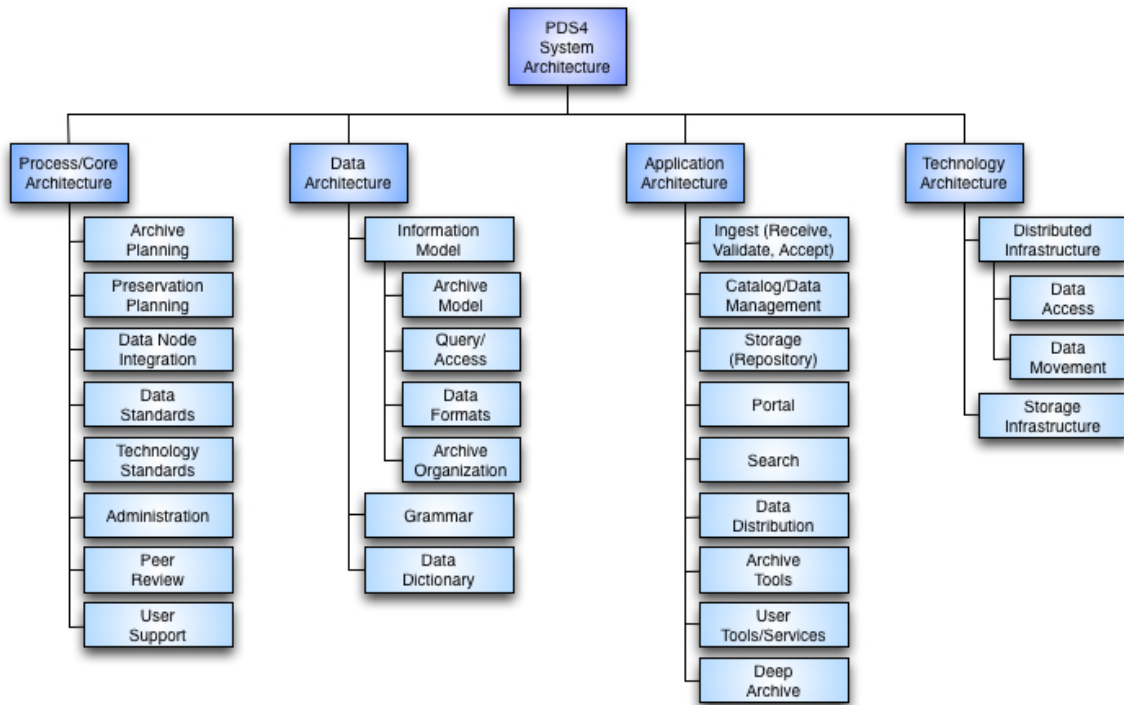 PDS4
System
Architecture
Process/Core
Architecture
Archive
Planning
Preservation
Planning
Data Node
Integration
Data
Standards
Technology
Standards
Administration
Peer
Review
User
Support
Data
Architecture
Information
Model
Archive
Model
Query/
Access
Data
Formats
Archive
Organization
Grammar
Data
Dictionary
Application
Architecture
Ingest (Receive,
Validate, Accept)
Catalog/Data
Management
Storage
(Repository)
Portal
Search
Data
Distribution
Archive
Tools
User
Tools/Services
Deep
Archive
Technology
Architecture
Distributed
Infrastructure
Data
Access
Data
Movement
Storage
Infrastructure